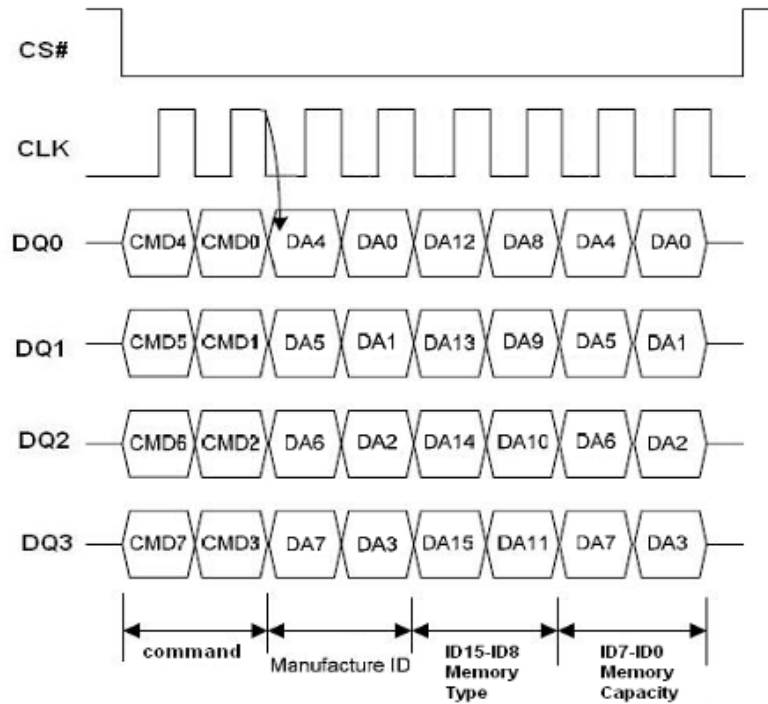 CS#
CLK
DQ0 CMD4 CMD0 DA4 DA0 DA12 DA8 DA4 DA0
DQ1 CMD5 CMD1 DA5 DA1 DA13 DA9 DA5 DA1
DQ2 CMD6 CMD2 DA6 DA2 DA14 DA10 DA6 DA2
DQ3 CMD7 CMD3 DA7 DA3 DA15 DA11 DA7 DA3
command
Manufacture ID
ID15-ID8
Memory
Type
ID7-ID0
Memory
Capacity